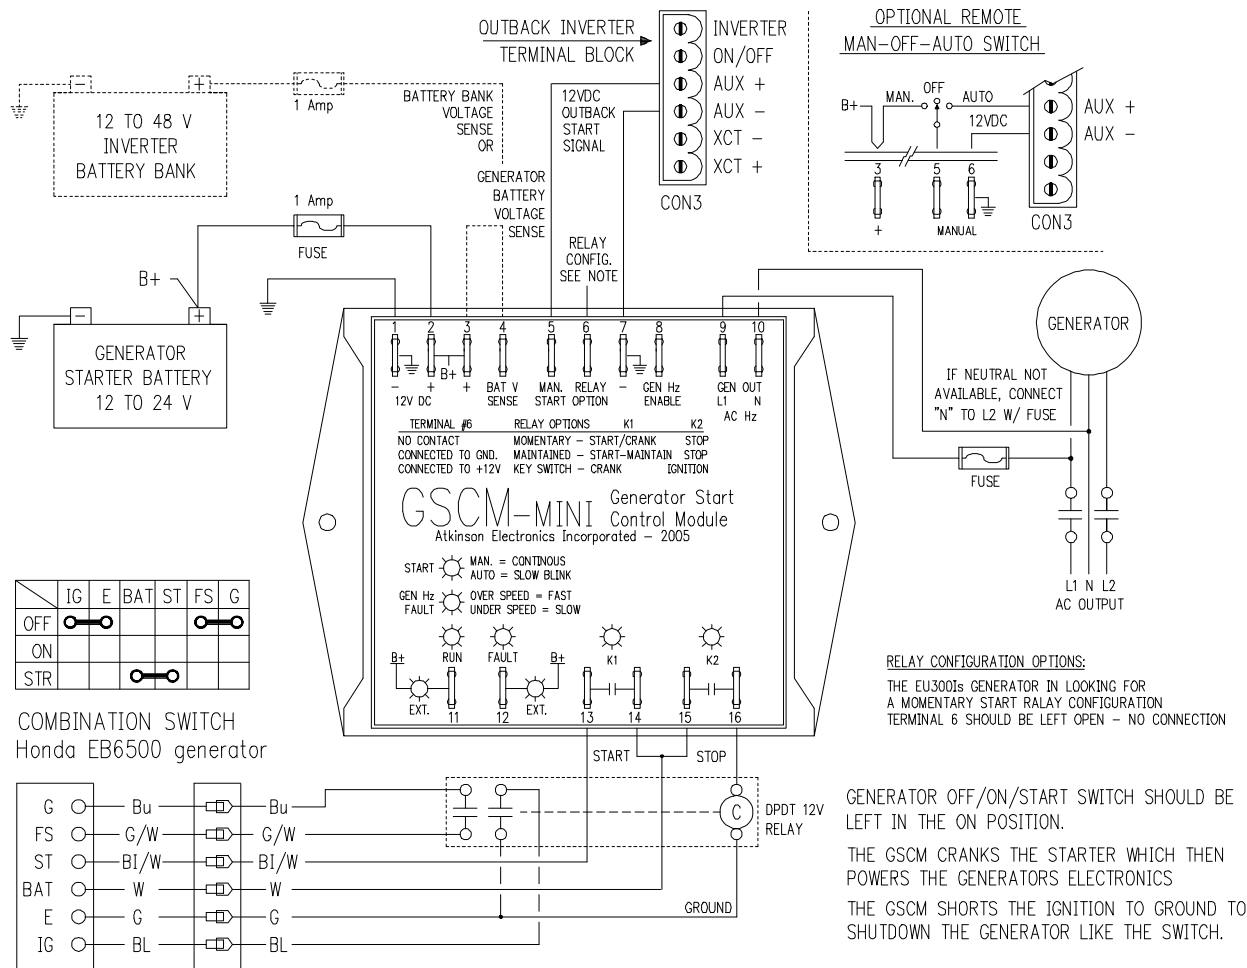 OUTBACK INVERTER
TERMINAL BLOCK
INVERTER
ON/OFF
AUX +
AUX -
XCT -
XCT +
CON3
OPTIONAL REMOTE
MAN-OFF-AUTO SWITCH
B+
MAN.
OFF
AUTO
12VDC
AUX +
AUX -
3
5
6
+
MANUAL
CON3
-
+
1 Amp
12 TO 48 V
INVERTER
BATTERY BANK
BATTERY BANK
VOLTAGE
SENSE
OR
GENERATOR
BATTERY
VOLTAGE
SENSE
12VDC
OUTBACK
START
SIGNAL
RELAY
CONFIG.
SEE NOTE
1 Amp
FUSE
B+
-
+
GENERATOR
STARTER BATTERY
12 TO 24 V
1 2 3 4 5 6 7 8 9 10
B+
- + + BAT V MAN. RELAY - GEN Hz GEN OUT
12V DC SENSE START OPTION ENABLE L1 N
AC Hz
TERMINAL #6 RELAY OPTIONS K1 K2
NO CONTACT MOMENTARY - START/CRANK STOP
CONNECTED TO GND. MAINTAINED - START-MAINTAIN STOP
CONNECTED TO +12V KEY SWITCH - CRANK IGNITION
GSCM-MINI Generator Start
Control Module
Atkinson Electronics Incorporated - 2005
START MAN. = CONTINOUS
AUTO = SLOW BLINK
GEN Hz OVER SPEED = FAST
FAULT UNDER SPEED = SLOW
B+ RUN FAULT B+ K1 K2
EXT. EXT.
11 12 13 14 15 16
GENERATOR
IF NEUTRAL NOT
AVAILABLE, CONNECT
"N" TO L2 W/ FUSE
FUSE
L1 N L2
AC OUTPUT
IG E BAT ST FS G
OFF
ON
STR
COMBINATION SWITCH
Honda EB6500 generator
START
STOP
RELAY CONFIGURATION OPTIONS:
THE EU300Is GENERATOR IN LOOKING FOR
A MOMENTARY START RALAY CONFIGURATION
TERMINAL 6 SHOULD BE LEFT OPEN - NO CONNECTION
G Bu Bu
FS G/W G/W
ST BI/W BI/W
BAT W W
E G G
IG BL BL
C
DPDT 12V
RELAY
GROUND
GENERATOR OFF/ON/START SWITCH SHOULD BE
LEFT IN THE ON POSITION.
THE GSCM CRANKS THE STARTER WHICH THEN
POWERS THE GENERATORS ELECTRONICS
THE GSCM SHORTS THE IGNITION TO GROUND TO
SHUTDOWN THE GENERATOR LIKE THE SWITCH.